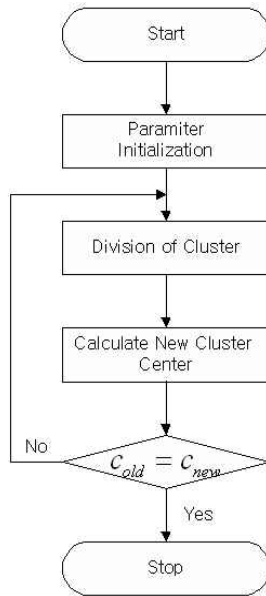 Start
Paramiter
Initialization
Division of Cluster
Calculate New Cluster
Center
No
c_old = c_new
Yes
Stop